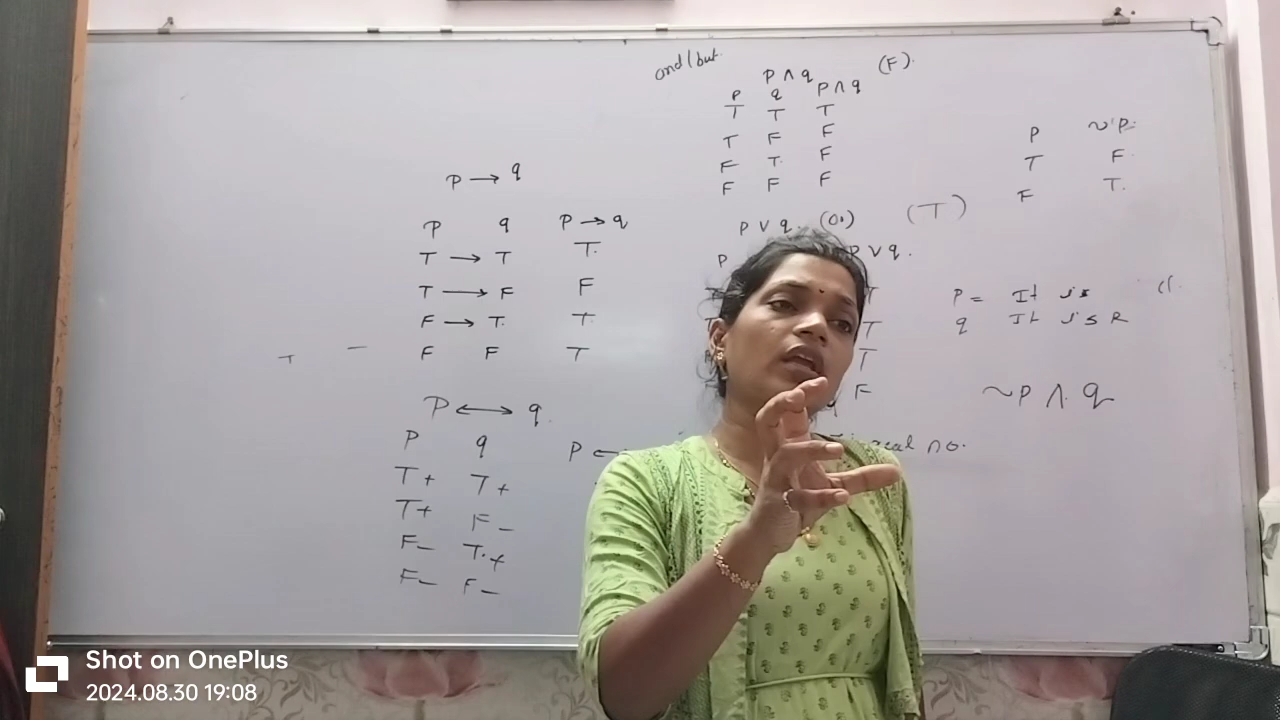 and/but
P ∧ q (F).
P q P ∧ q
T T T
T F F
F T. F
F F F
P ~P.
T F.
F T.
P → q
P q P → q
T → T T.
T → F F
F → T. T.
F F T
P ∨ q. (Or) (T)
P P ∨ q.
T
T
T
F
P ↔ q.
P q P
T+ T+
T+ F-
F- T.+
F- F-
real no.
P = It is
q It is R
~P ∧ q
Shot on OnePlus
2024.08.30 19:08